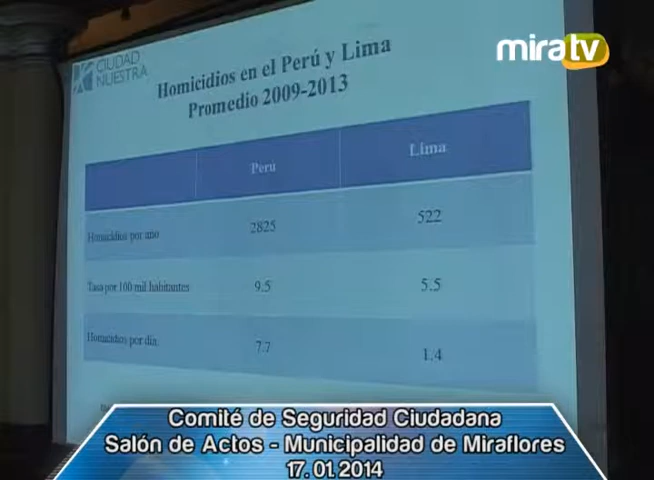 CIUDAD
NUESTRA
miratv
Homicidios en el Perú y Lima
Promedio 2009-2013
Perú Lima
Homicidios por año 2825 522
Tasa por 100 mil habitantes 9.5 5.5
Homicidios por día 7.7 1.4
Comité de Seguridad Ciudadana
Salón de Actos - Municipalidad de Miraflores
17.01.2014